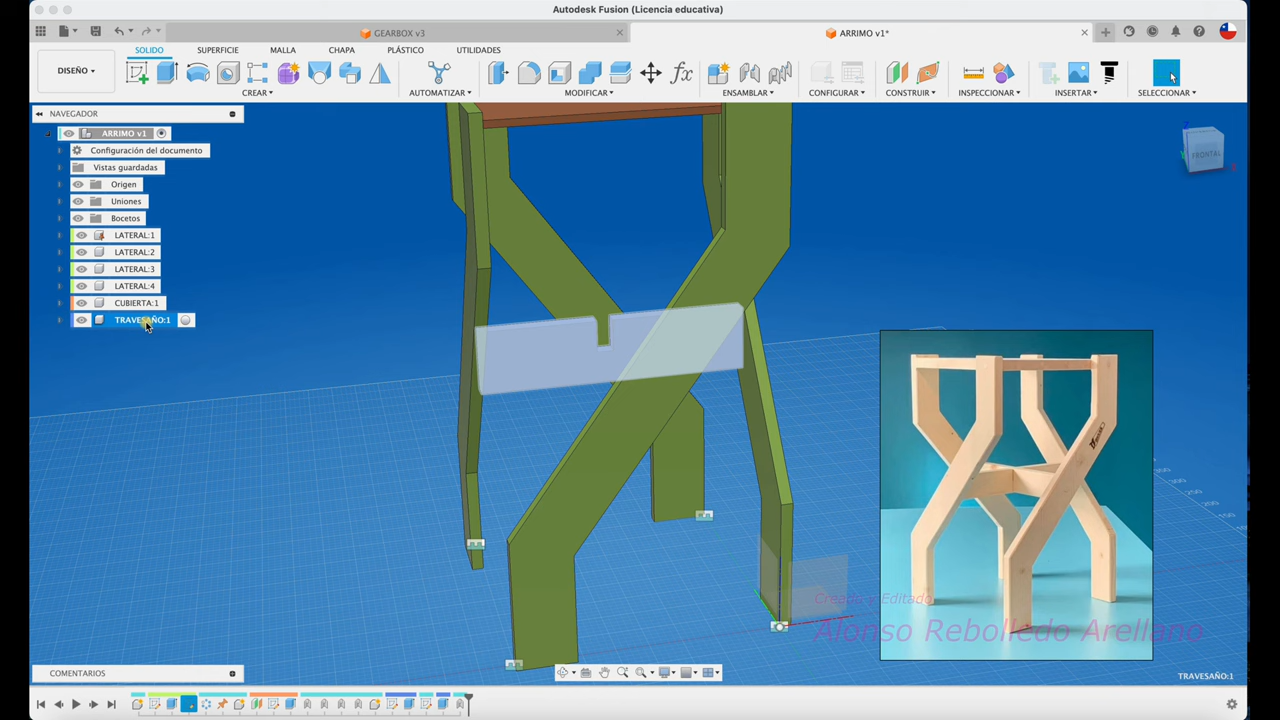 Autodesk Fusion (Licencia educativa)
GEARBOX v3
ARRIMO v1*
SOLIDO
SUPERFICIE
MALLA
CHAPA
PLÁSTICO
UTILIDADES
DISEÑO
CREAR
AUTOMATIZAR
MODIFICAR
ENSAMBLAR
CONFIGURAR
CONSTRUIR
INSPECCIONAR
INSERTAR
SELECCIONAR
NAVEGADOR
ARRIMO v1
Configuración del documento
Vistas guardadas
Origen
Uniones
Bocetos
LATERAL:1
LATERAL:2
LATERAL:3
LATERAL:4
CUBIERTA:1
TRAVESAÑO:1
FRONTAL
Creado y Editado
Alonso Rebolledo Arellano
COMENTARIOS
TRAVESAÑO:1